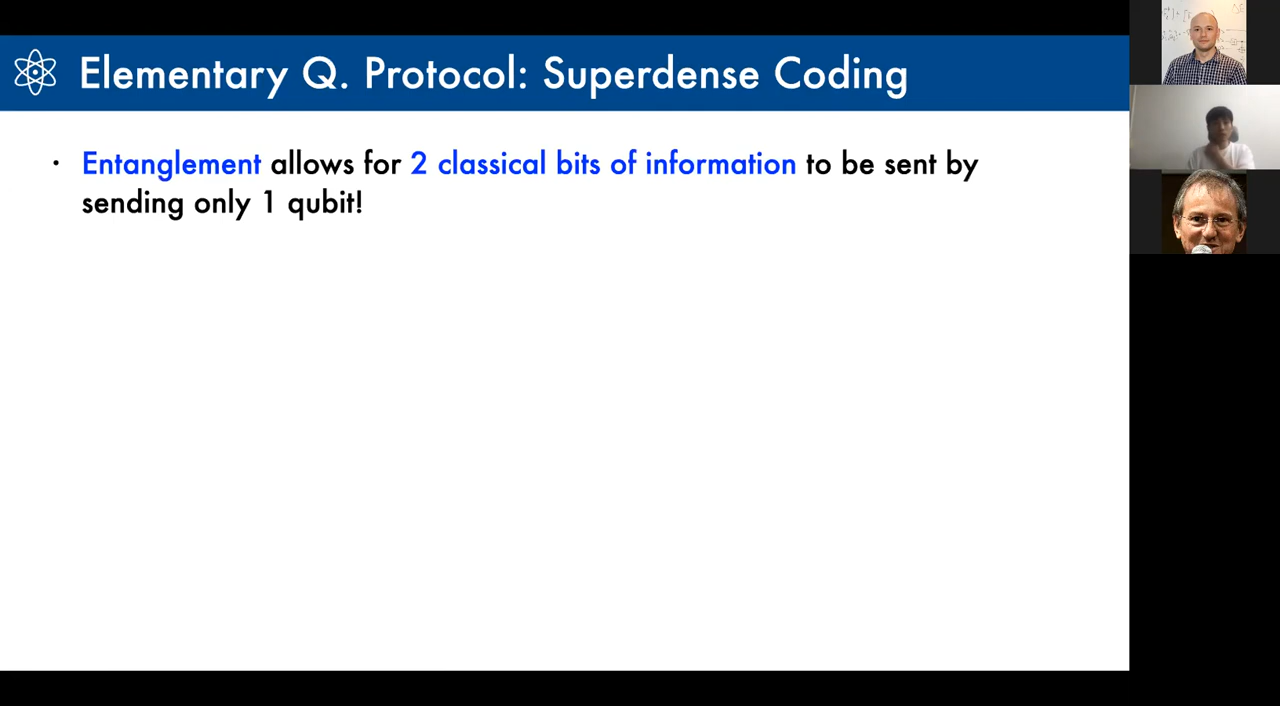 Elementary Q. Protocol: Superdense Coding
· Entanglement allows for 2 classical bits of information to be sent by
sending only 1 qubit!